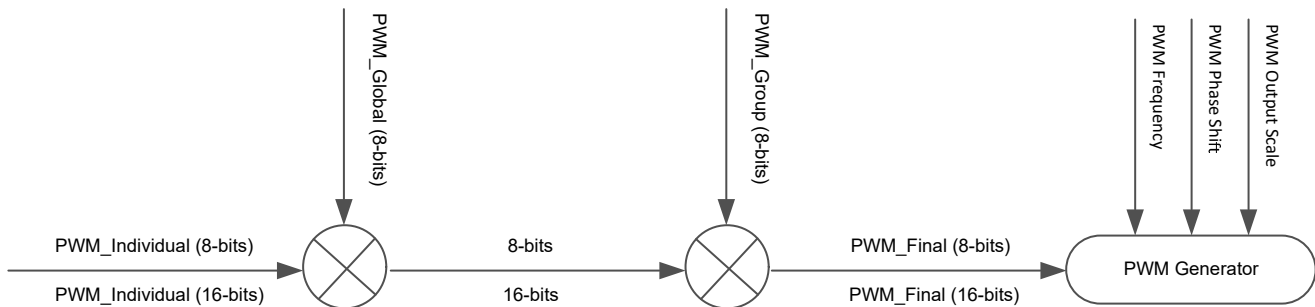 PWM_Global (8-bits)
PWM_Group (8-bits)
PWM Frequency
PWM Phase Shift
PWM Output Scale
PWM_Individual (8-bits)
PWM_Individual (16-bits)
8-bits
16-bits
PWM_Final (8-bits)
PWM_Final (16-bits)
PWM Generator